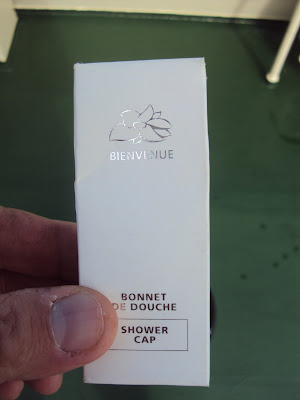 BIENVENUE
BONNET
DE DOUCHE
SHOWER
CAP